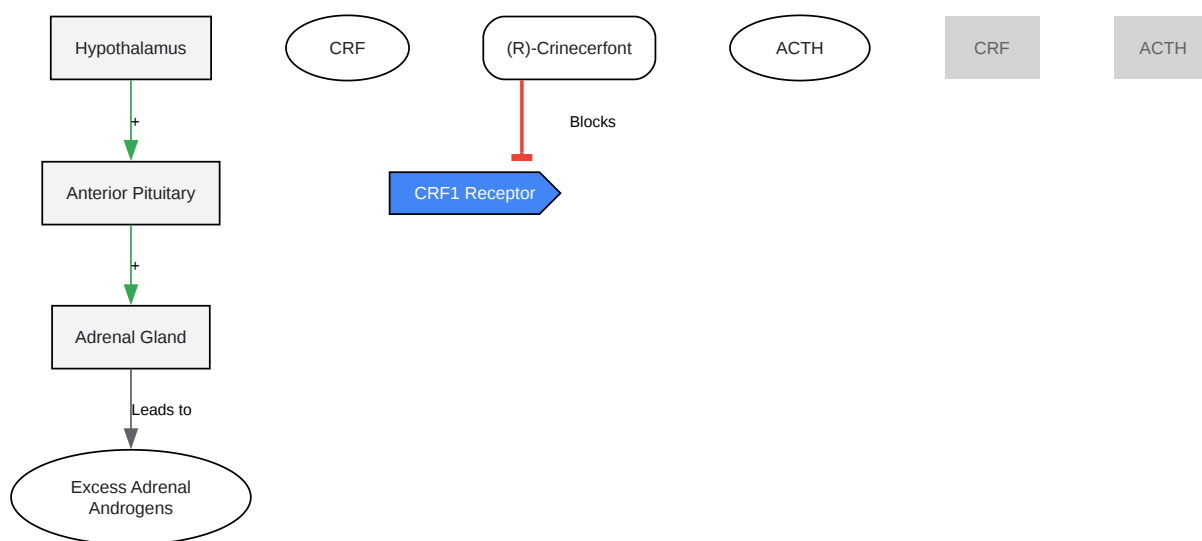 Hypothalamus
CRF
(R)-Crinecerfont
ACTH
CRF
ACTH
+
Blocks
Anterior Pituitary
CRF1 Receptor
+
Adrenal Gland
Leads to
Excess Adrenal
Androgens